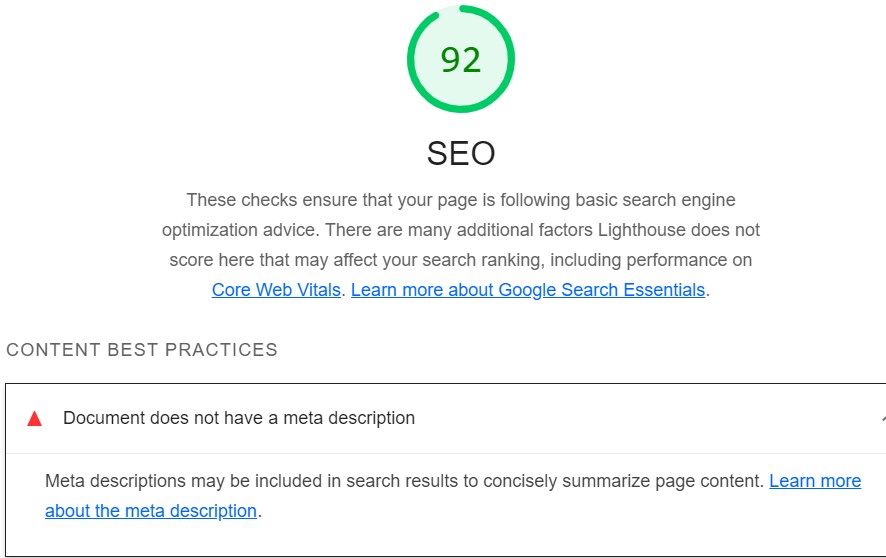 92
SEO
These checks ensure that your page is following basic search engine
optimization advice. There are many additional factors Lighthouse does not
score here that may affect your search ranking, including performance on
Core Web Vitals. Learn more about Google Search Essentials.
CONTENT BEST PRACTICES
Document does not have a meta description
Meta descriptions may be included in search results to concisely summarize page content. Learn more
about the meta description.